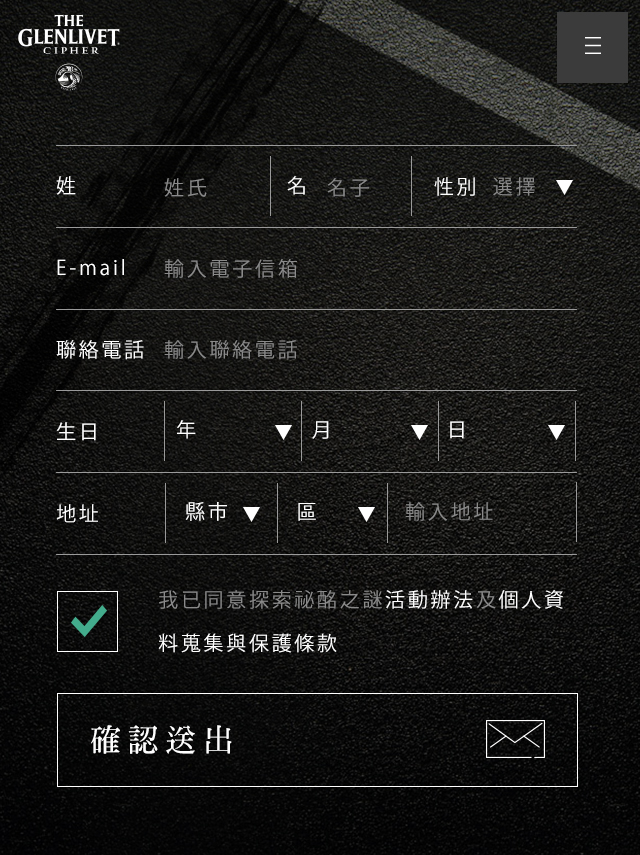 THE
GLENLIVET
CIPHER
姓 姓氏 名 名子 性別 選擇
E-mail 輸入電子信箱
聯絡電話 輸入聯絡電話
生日 年 月 日
地址 縣市 區 輸入地址
我已同意探索祕酩之謎活動辦法及個人資
料蒐集與保護條款
確認送出